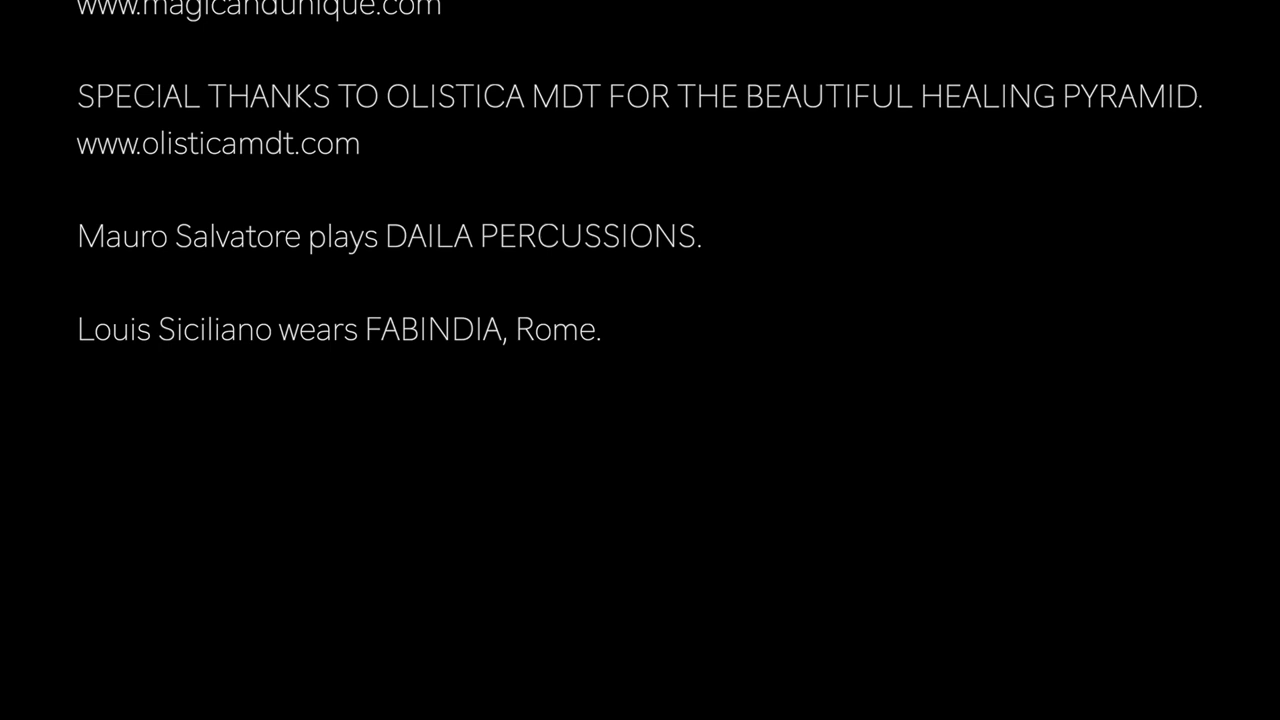 www.magicandunique.com
SPECIAL THANKS TO OLISTICA MDT FOR THE BEAUTIFUL HEALING PYRAMID.
www.olisticamdt.com
Mauro Salvatore plays DAILA PERCUSSIONS.
Louis Siciliano wears FABINDIA, Rome.